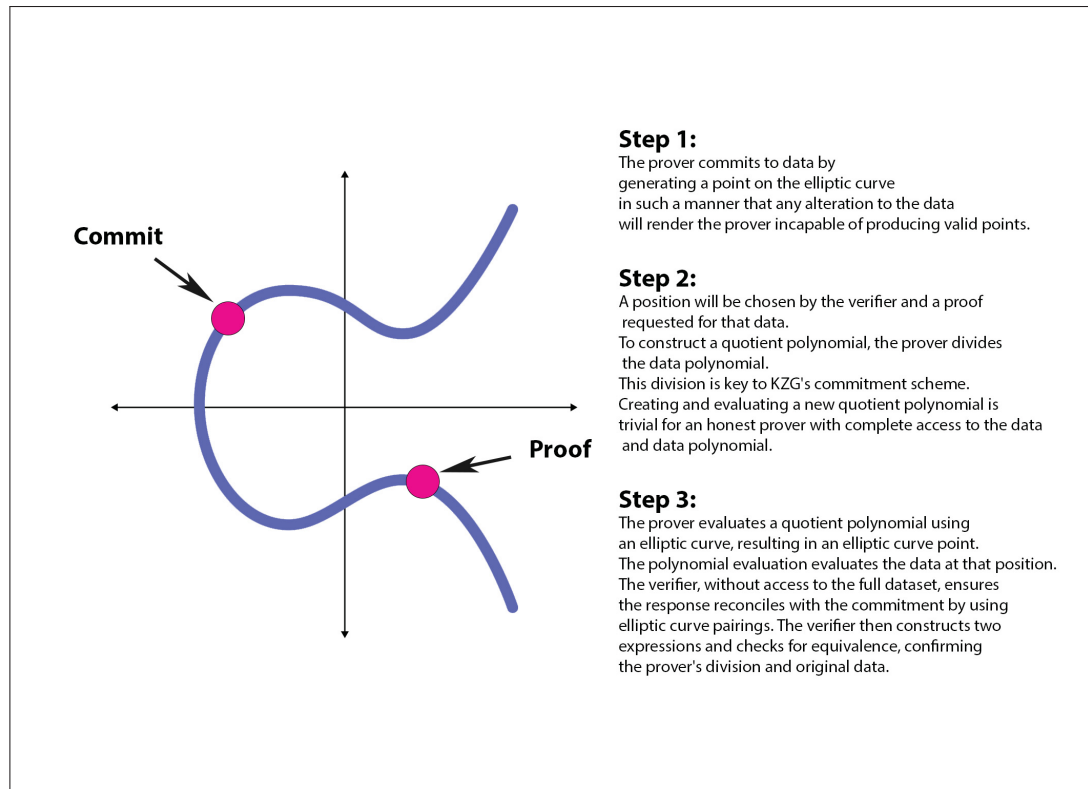 Commit
Proof
Step 1:
The prover commits to data by
generating a point on the elliptic curve
in such a manner that any alteration to the data
will render the prover incapable of producing valid points.
Step 2:
A position will be chosen by the verifier and a proof
requested for that data.
To construct a quotient polynomial, the prover divides
the data polynomial.
This division is key to KZG's commitment scheme.
Creating and evaluating a new quotient polynomial is
trivial for an honest prover with complete access to the data
and data polynomial.
Step 3:
The prover evaluates a quotient polynomial using
an elliptic curve, resulting in an elliptic curve point.
The polynomial evaluation evaluates the data at that position.
The verifier, without access to the full dataset, ensures
the response reconciles with the commitment by using
elliptic curve pairings. The verifier then constructs two
expressions and checks for equivalence, confirming
the prover's division and original data.